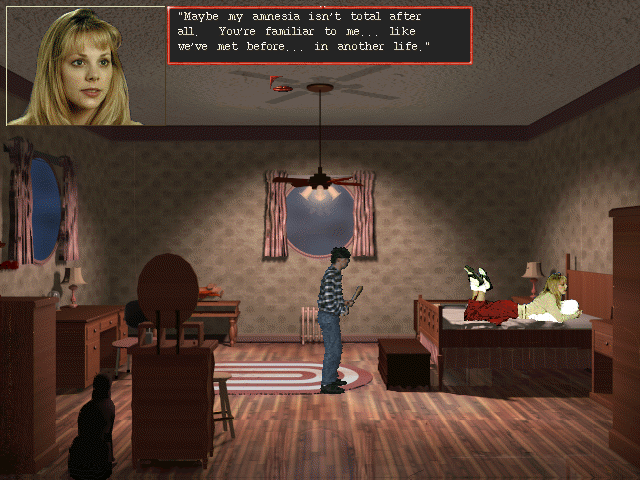 "Maybe my amnesia isn't total after
all.  You're familiar to me... like
we've met before... in another life."